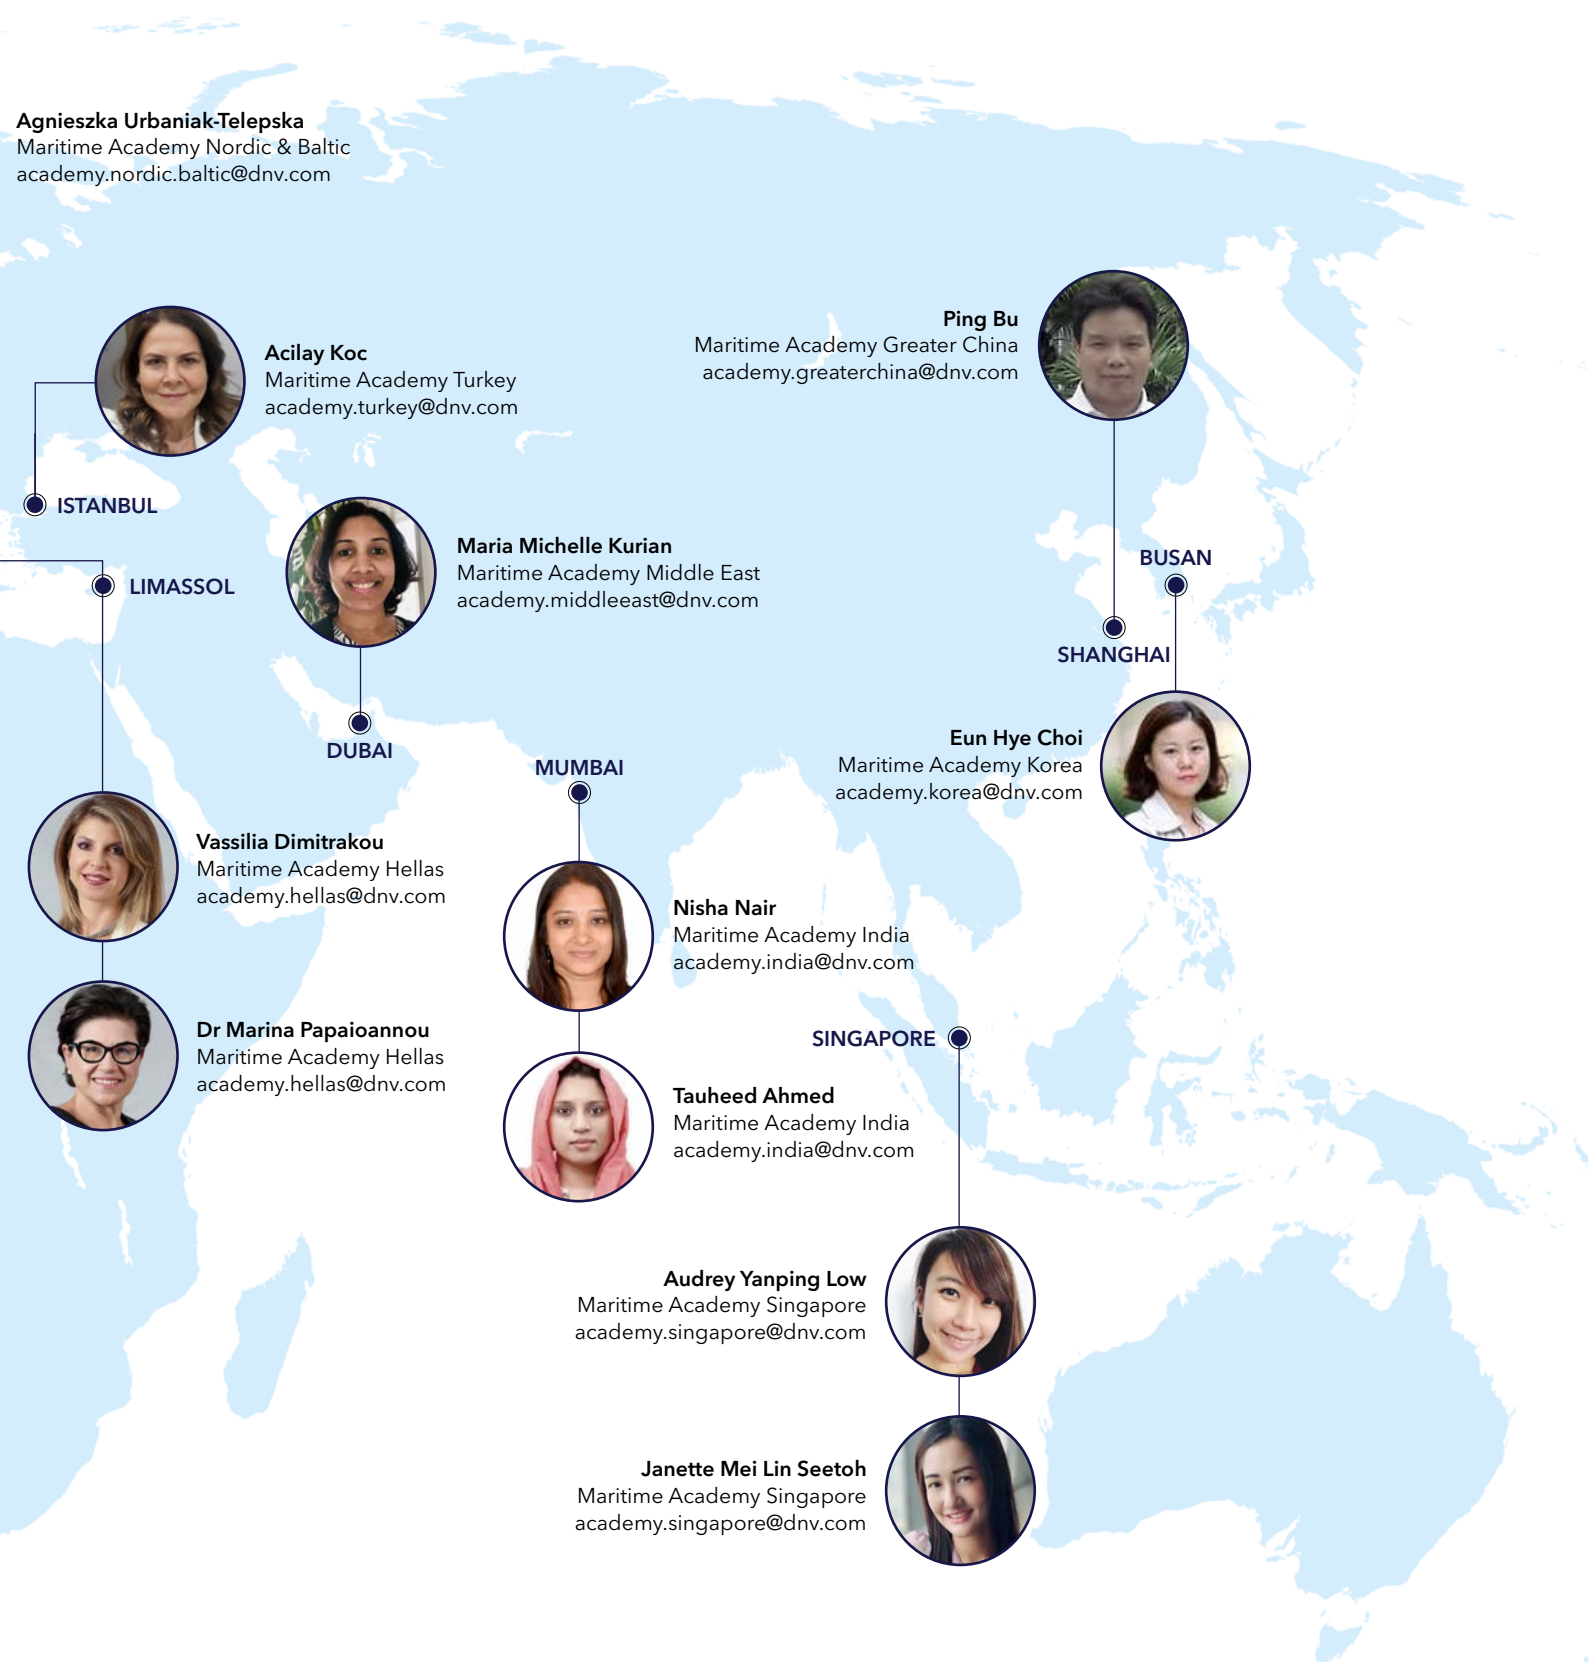 Agnieszka Urbaniak-Telepska
Maritime Academy Nordic & Baltic
academy.nordic.baltic@dnv.com
Ping Bu
Maritime Academy Greater China
academy.greaterchina@dnv.com
Acilay Koc
Maritime Academy Turkey
academy.turkey@dnv.com
ISTANBUL
Maria Michelle Kurian
Maritime Academy Middle East
academy.middleeast@dnv.com
BUSAN
LIMASSOL
SHANGHAI
DUBAI
Eun Hye Choi
Maritime Academy Korea
academy.korea@dnv.com
MUMBAI
Vassilia Dimitrakou
Maritime Academy Hellas
academy.hellas@dnv.com
Nisha Nair
Maritime Academy India
academy.india@dnv.com
Dr Marina Papaioannou
Maritime Academy Hellas
academy.hellas@dnv.com
SINGAPORE
Tauheed Ahmed
Maritime Academy India
academy.india@dnv.com
Audrey Yanping Low
Maritime Academy Singapore
academy.singapore@dnv.com
Janette Mei Lin Seetoh
Maritime Academy Singapore
academy.singapore@dnv.com